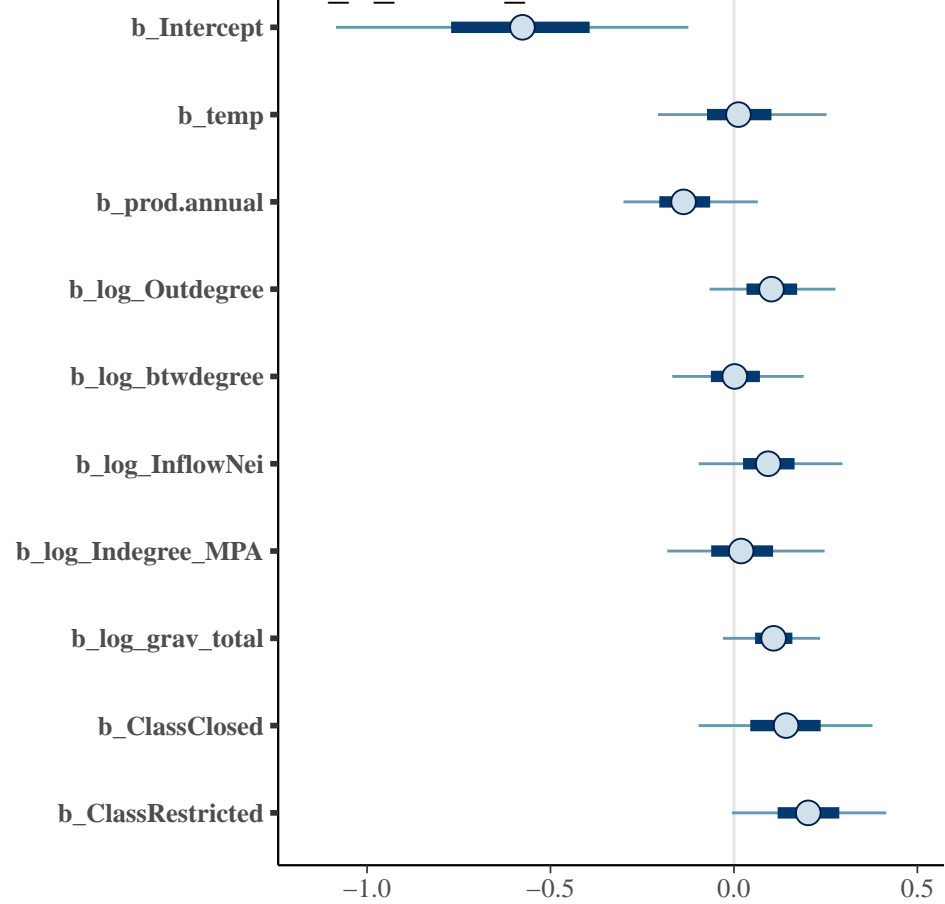 b_Intercept
b_temp
b_prod.annual
b_log_Outdegree
b_log_btwdegree
b_log_InflowNei
b_log_Indegree_MPA
b_log_grav_total
b_ClassClosed
b_ClassRestricted
−1.0 −0.5 0.0 0.5